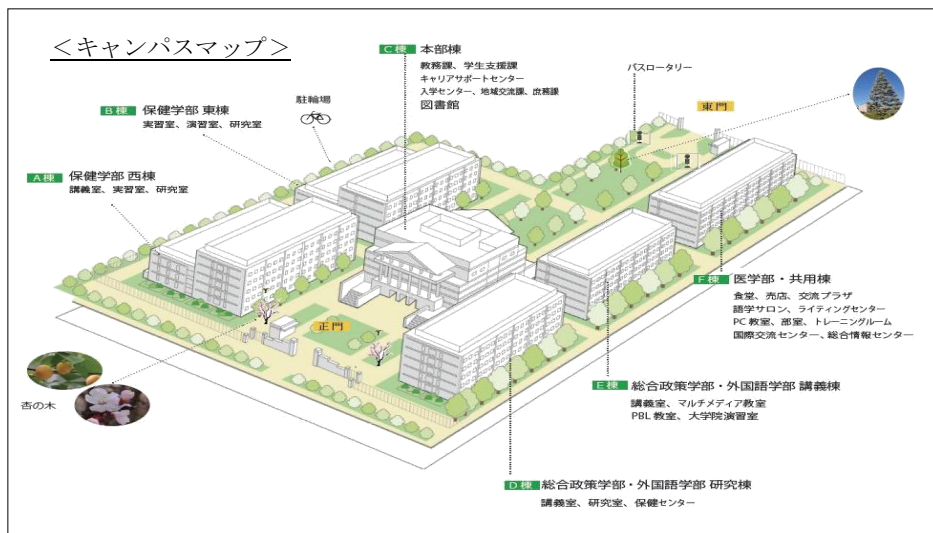 ＜キャンパスマップ＞
C棟 本部棟
教務課、学生支援課
キャリアサポートセンター
入学センター、地域交流課、庶務課
図書館
バスロータリー
東門
駐輪場
B棟 保健学部 東棟
実習室、演習室、研究室
A棟 保健学部 西棟
講義室、実習室、研究室
正門
杏の木
F棟 医学部・共用棟
食堂、売店、交流プラザ
語学サロン、ライティングセンター
PC教室、部室、トレーニングルーム
国際交流センター、総合情報センター
E棟 総合政策学部・外国語学部 講義棟
講義室、マルチメディア教室
PBL教室、大学院演習室
D棟 総合政策学部・外国語学部 研究棟
講義室、研究室、保健センター